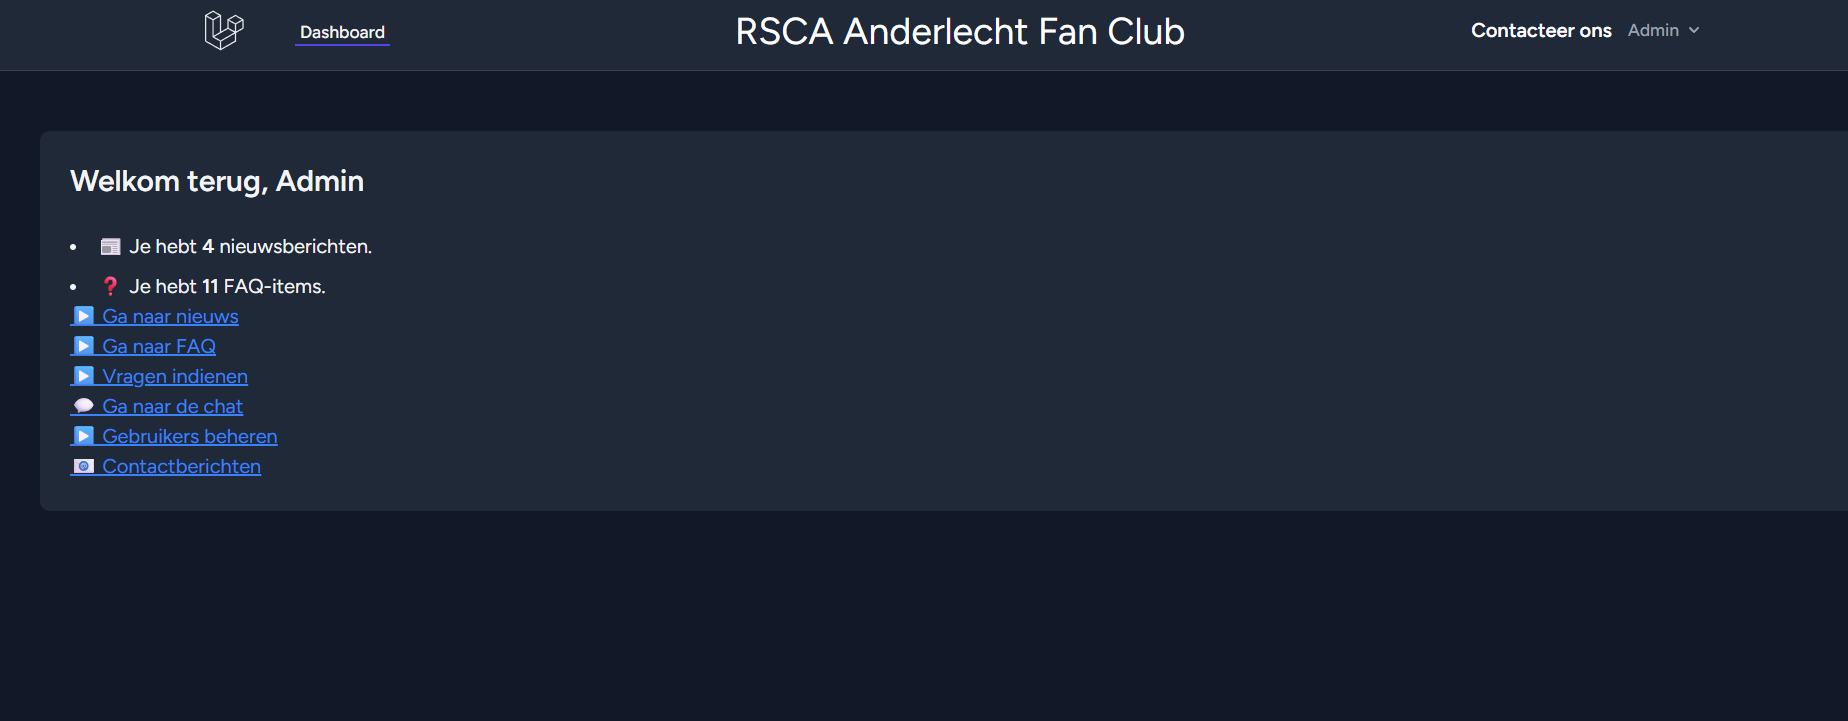 Dashboard
RSCA Anderlecht Fan Club
Contacteer ons
Admin
Welkom terug, Admin
• 📰 Je hebt 4 nieuwsberichten.
• ❓ Je hebt 11 FAQ-items.
▶️ Ga naar nieuws
▶️ Ga naar FAQ
▶️ Vragen indienen
💬 Ga naar de chat
▶️ Gebruikers beheren
📧 Contactberichten